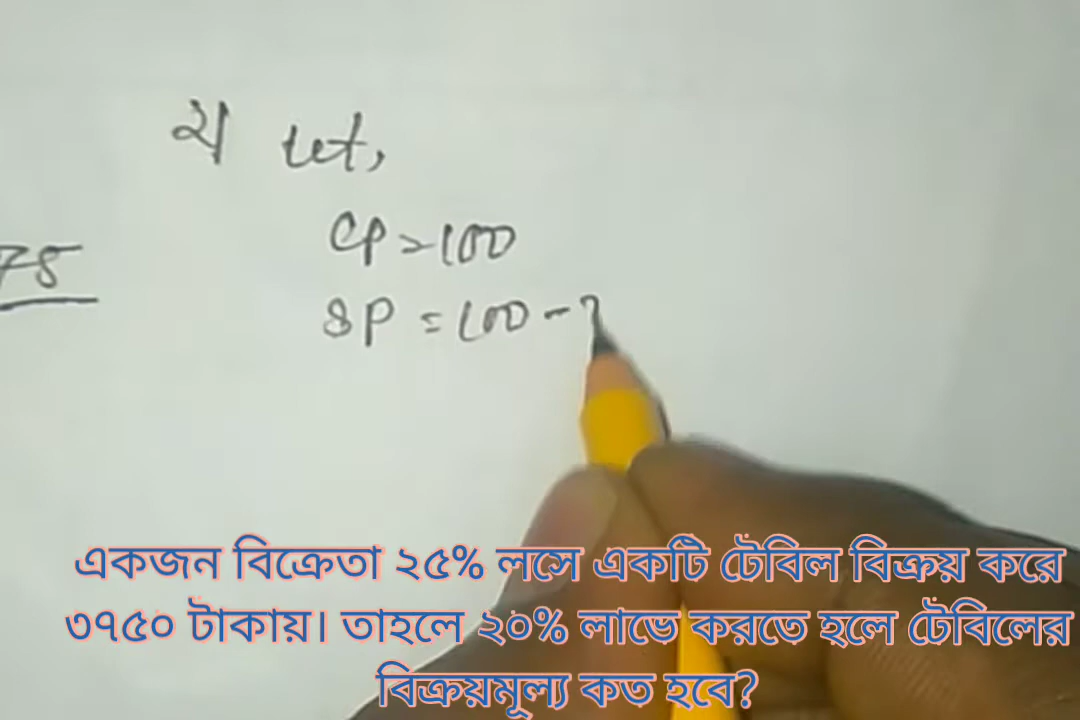 ২য় let,
CP = 100
75
SP = 100 -
একজন বিক্রেতা ২৫% লসে একটি টেবিল বিক্রয় করে
৩৭৫০ টাকায়। তাহলে ২০% লাভে করতে হলে টেবিলের
বিক্রয়মূল্য কত হবে?